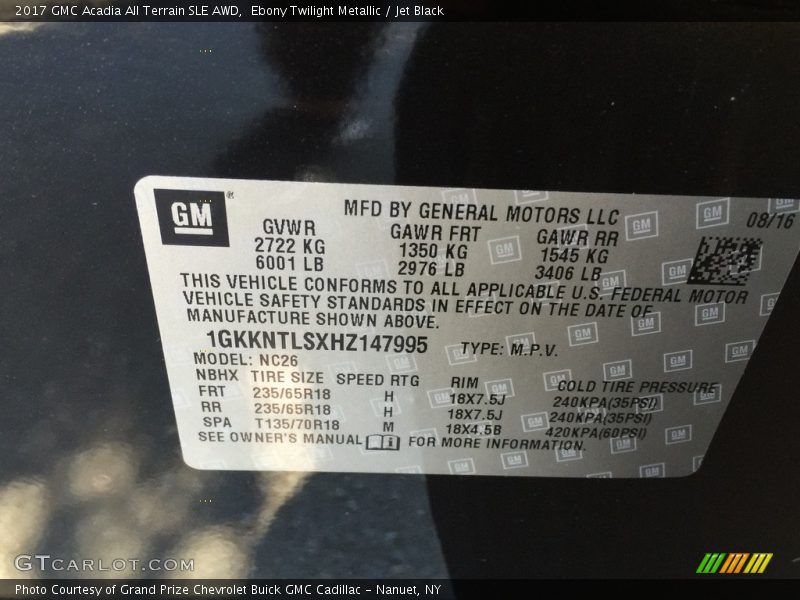 2017 GMC Acadia All Terrain SLE AWD, Ebony Twilight Metallic / Jet Black
GM ®
MFD BY GENERAL MOTORS LLC
08/16
GVWR GAWR FRT GAWR RR
2722 KG 1350 KG 1545 KG
6001 LB 2976 LB 3406 LB
THIS VEHICLE CONFORMS TO ALL APPLICABLE U.S. FEDERAL MOTOR
VEHICLE SAFETY STANDARDS IN EFFECT ON THE DATE OF
MANUFACTURE SHOWN ABOVE.
1GKKNTLSXHZ147995 TYPE: M.P.V.
MODEL: NC26
NBHX TIRE SIZE SPEED RTG RIM COLD TIRE PRESSURE
FRT 235/65R18 H 18X7.5J 240KPA(35PSI)
RR 235/65R18 H 18X7.5J 240KPA(35PSI)
SPA T135/70R18 M 18X4.5B 420KPA(60PSI)
SEE OWNER'S MANUAL FOR MORE INFORMATION.
GTCARLOT.COM
Photo Courtesy of Grand Prize Chevrolet Buick GMC Cadillac - Nanuet, NY